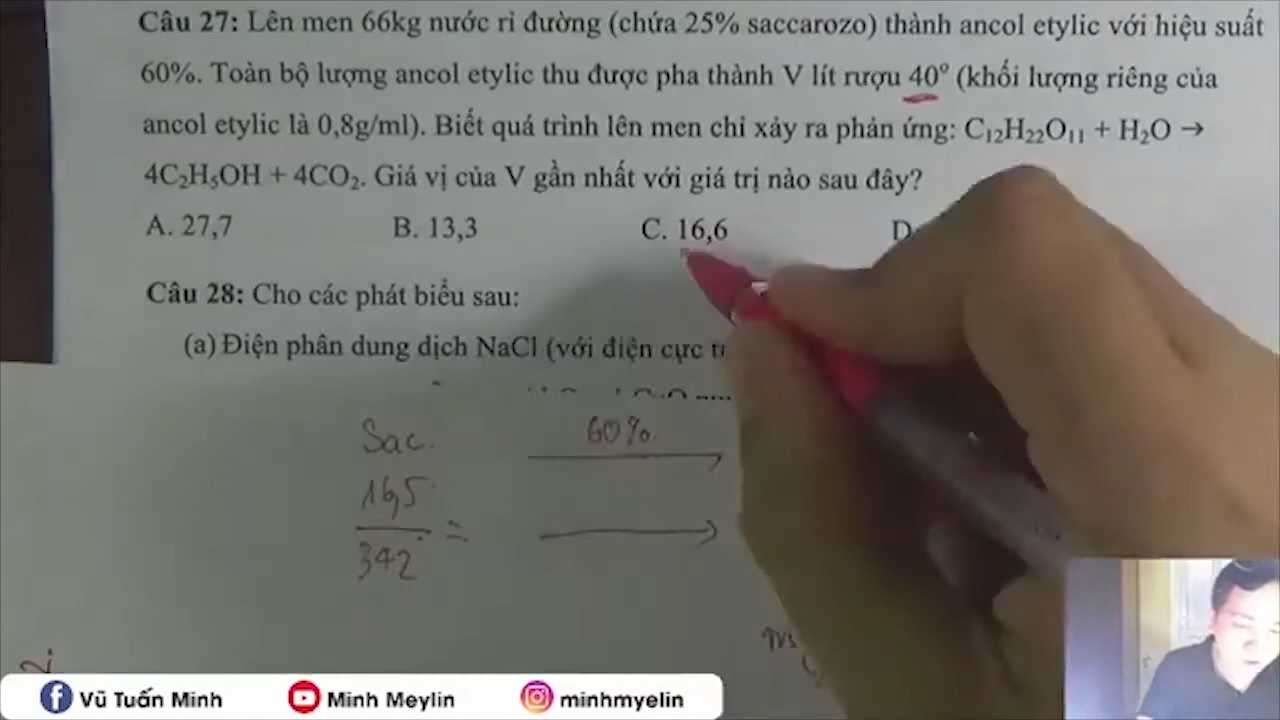 Câu 27: Lên men 66kg nước rỉ đường (chứa 25% saccarozo) thành ancol etylic với hiệu suất
60%. Toàn bộ lượng ancol etylic thu được pha thành V lít rượu 40° (khối lượng riêng của
ancol etylic là 0,8g/ml). Biết quá trình lên men chỉ xảy ra phản ứng: C₁₂H₂₂O₁₁ + H₂O →
4C₂H₅OH + 4CO₂. Giá vị của V gần nhất với giá trị nào sau đây?
A. 27,7 B. 13,3 C. 16,6 D
Câu 28: Cho các phát biểu sau:
(a) Điện phân dung dịch NaCl (với điện cực
Sac. 60%
16,5
342 =
Vũ Tuấn Minh Minh Meylin minhmyelin